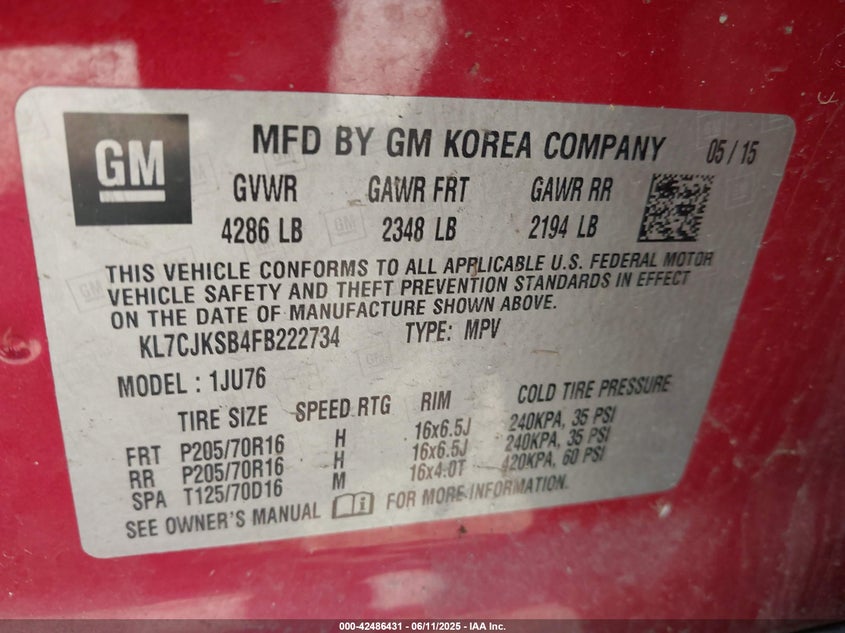 GM
MFD BY GM KOREA COMPANY 05 / 15
GVWR GAWR FRT GAWR RR
4286 LB 2348 LB 2194 LB
THIS VEHICLE CONFORMS TO ALL APPLICABLE U.S. FEDERAL MOTOR
VEHICLE SAFETY AND THEFT PREVENTION STANDARDS IN EFFECT
ON THE DATE OF MANUFACTURE SHOWN ABOVE.
KL7CJKSB4FB222734 TYPE: MPV
MODEL : 1JU76
TIRE SIZE SPEED RTG RIM COLD TIRE PRESSURE
FRT P205/70R16 H 16x6.5J 240KPA, 35 PSI
RR P205/70R16 H 16x6.5J 240KPA, 35 PSI
SPA T125/70D16 M 16x4.0T 420KPA, 60 PSI
SEE OWNER'S MANUAL FOR MORE INFORMATION.
000-42486431 - 06/11/2025 - IAA Inc.